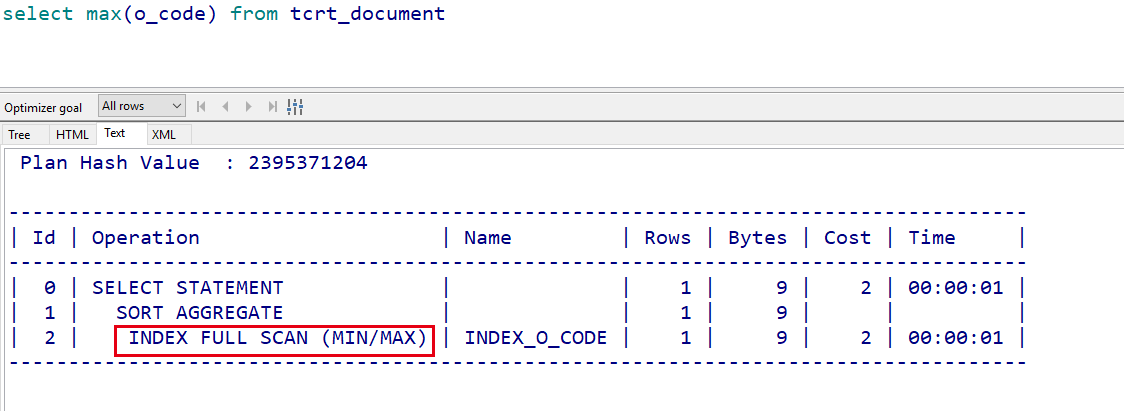 select max(o_code) from tcrt_document
Optimizer goal All rows
Tree HTML Text XML
Plan Hash Value  : 2395371204
-------------------------------------------------------------------------------------
| Id | Operation                    | Name         | Rows | Bytes | Cost | Time     |
-------------------------------------------------------------------------------------
|  0 | SELECT STATEMENT             |              |    1 |     9 |    2 | 00:00:01 |
|  1 |   SORT AGGREGATE             |              |    1 |     9 |      |          |
|  2 |    INDEX FULL SCAN (MIN/MAX) | INDEX_O_CODE |    1 |     9 |    2 | 00:00:01 |
-------------------------------------------------------------------------------------